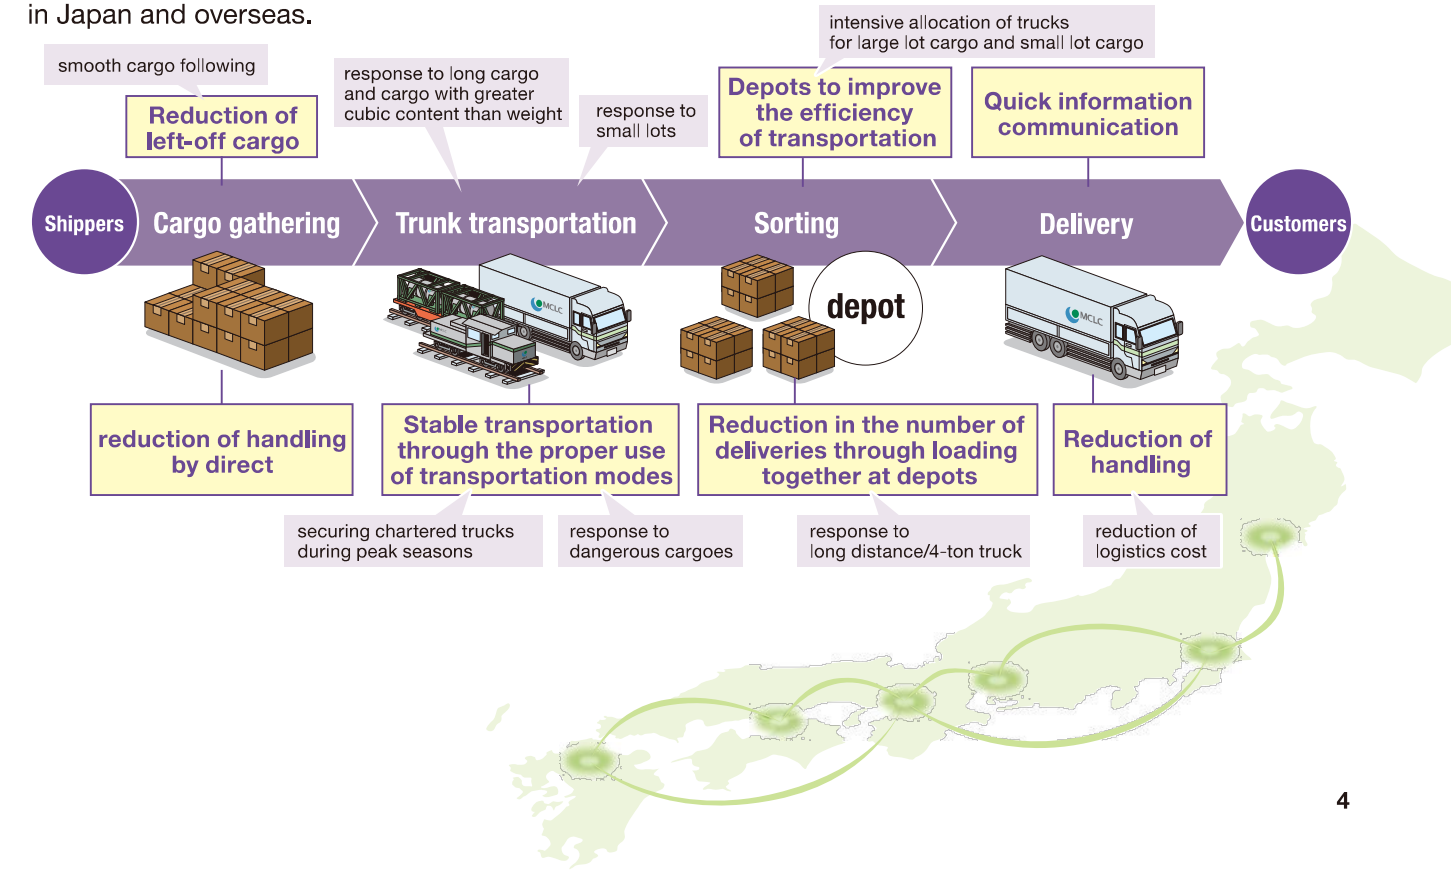 in Japan and overseas.
intensive allocation of trucks
for large lot cargo and small lot cargo
smooth cargo following
response to long cargo
and cargo with greater
cubic content than weight
response to
small lots
Reduction of
left-off cargo
Depots to improve
the efficiency
of transportation
Quick information
communication
Shippers
Cargo gathering
Trunk transportation
Sorting
Delivery
Customers
MCLC
depot
MCLC
reduction of handling
by direct
Stable transportation
through the proper use
of transportation modes
Reduction in the number of
deliveries through loading
together at depots
Reduction of
handling
securing chartered trucks
during peak seasons
response to
dangerous cargoes
response to
long distance/4-ton truck
reduction of
logistics cost
4